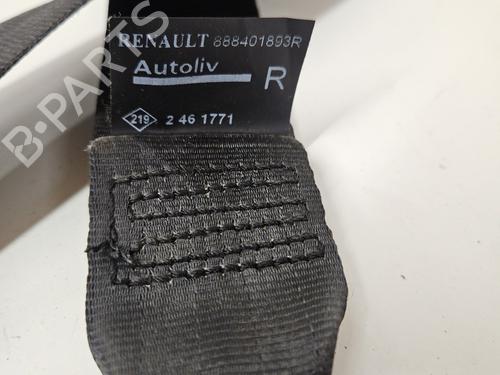 RENAULT 888401893R
Autoliv
R
219 2 46 1771
B-PARTS